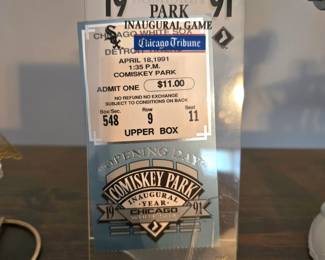 19 PARK 91
INAUGURAL GAME
Sox
Chicago Tribune
CHICAGO WHITE SOX
DETROIT TIGERS
APRIL 18,1991
1:35 P.M.
COMISKEY PARK
ADMIT ONE $11.00
NO REFUND NO EXCHANGE
SUBJECT TO CONDITIONS ON BACK
Box/Sec. Row Seat
548 9 11
UPPER BOX
OPENING DAY
COMISKEY PARK
INAUGURAL
19 YEAR 91
CHICAGO